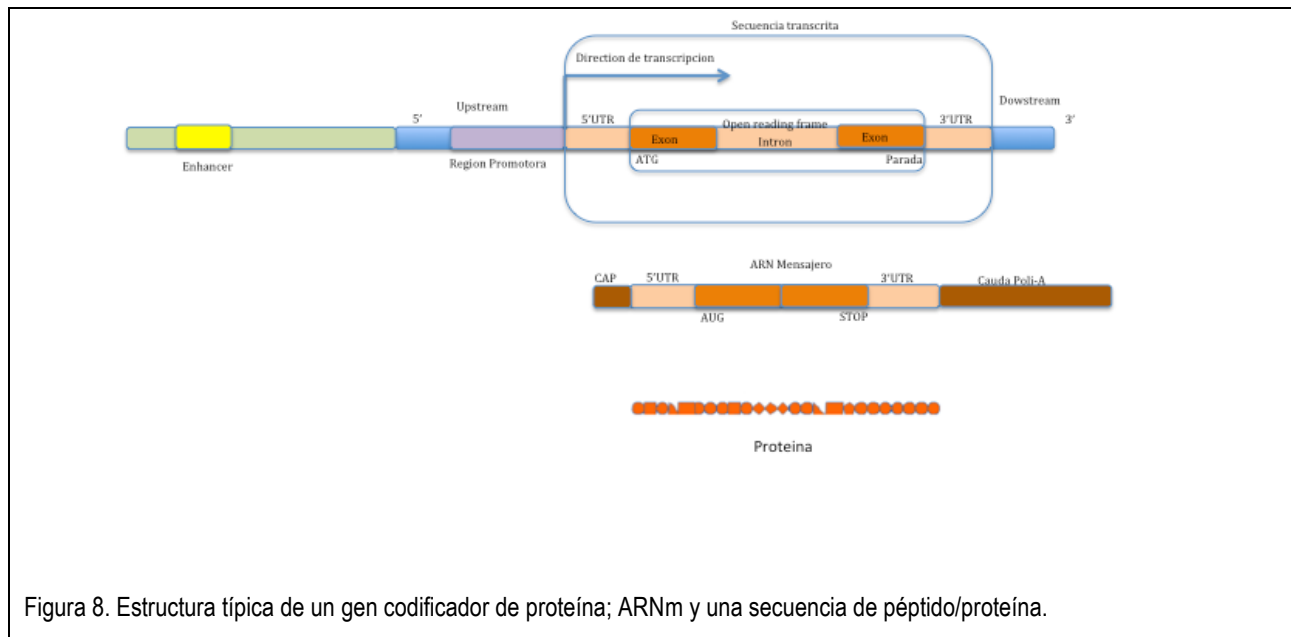 Secuencia transcrita
Direction de transcripcion
Upstream
Dowstream
5'
5'UTR
Open reading frame
3'UTR
3'
Exon
Intron
Exon
Enhancer
Region Promotora
ATG
Parada
ARN Mensajero
CAP
5'UTR
3'UTR
Cauda Poli-A
AUG
STOP
Proteina
Figura 8. Estructura típica de un gen codificador de proteína; ARNm y una secuencia de péptido/proteína.